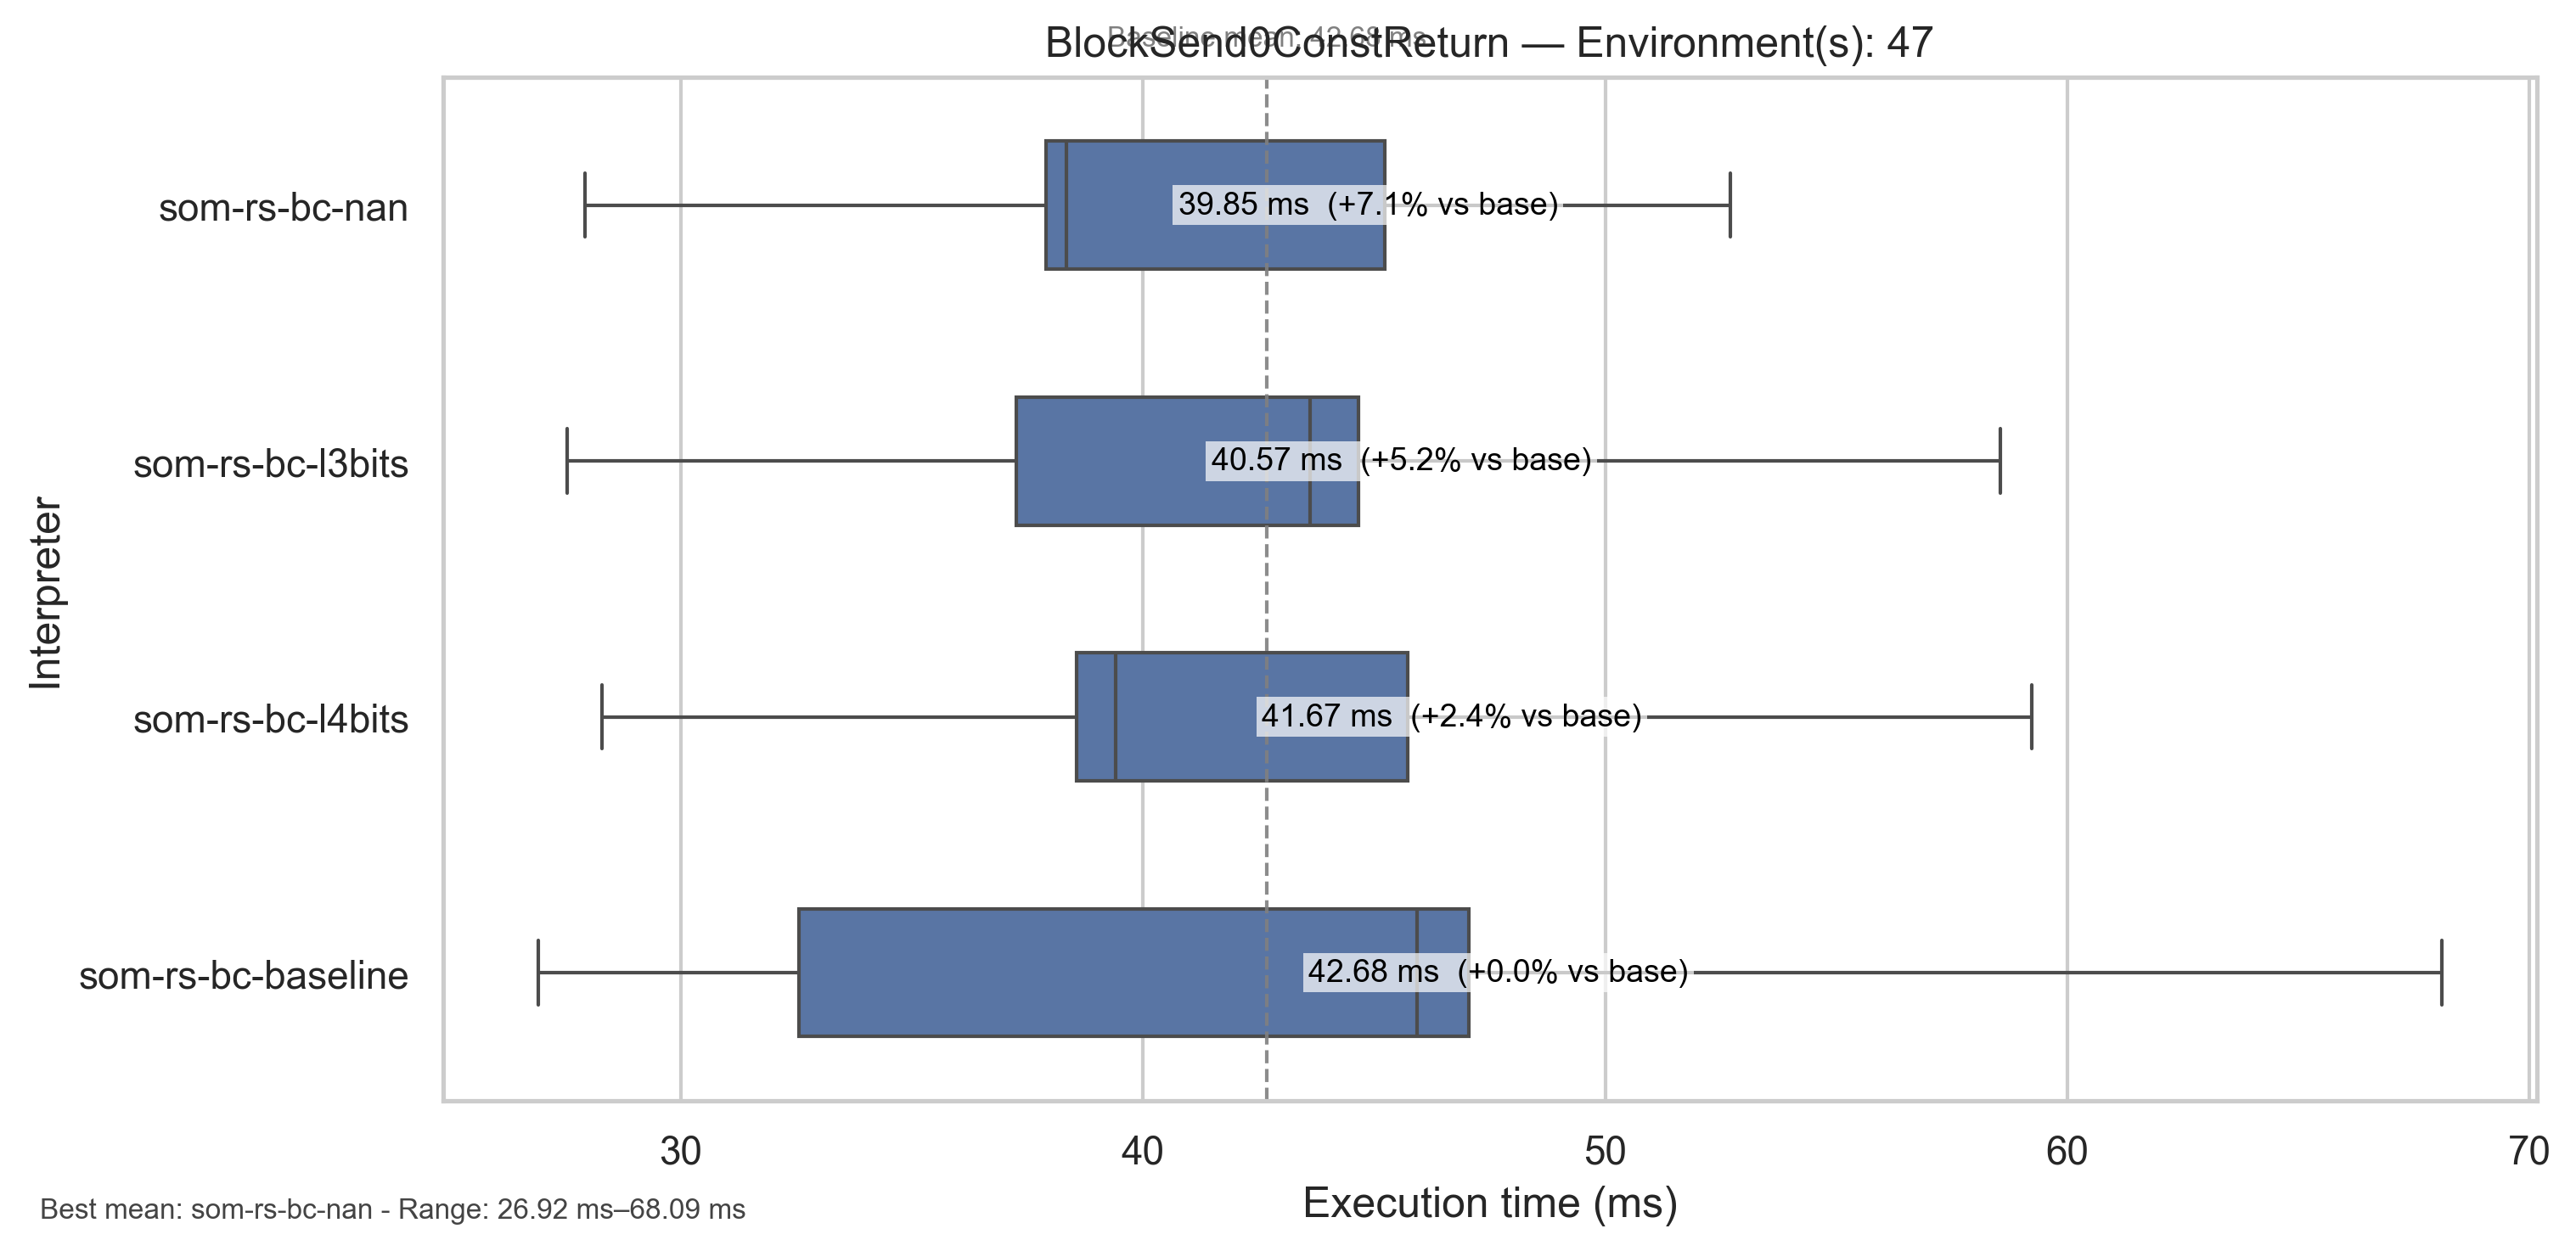 Baseline mean: 42.68 ms
BlockSend0ConstReturn — Environment(s): 47
som-rs-bc-nan
39.85 ms  (+7.1% vs base)
som-rs-bc-l3bits
40.57 ms  (+5.2% vs base)
Interpreter
som-rs-bc-l4bits
41.67 ms  (+2.4% vs base)
som-rs-bc-baseline
42.68 ms  (+0.0% vs base)
30 40 50 60 70
Execution time (ms)
Best mean: som-rs-bc-nan - Range: 26.92 ms–68.09 ms